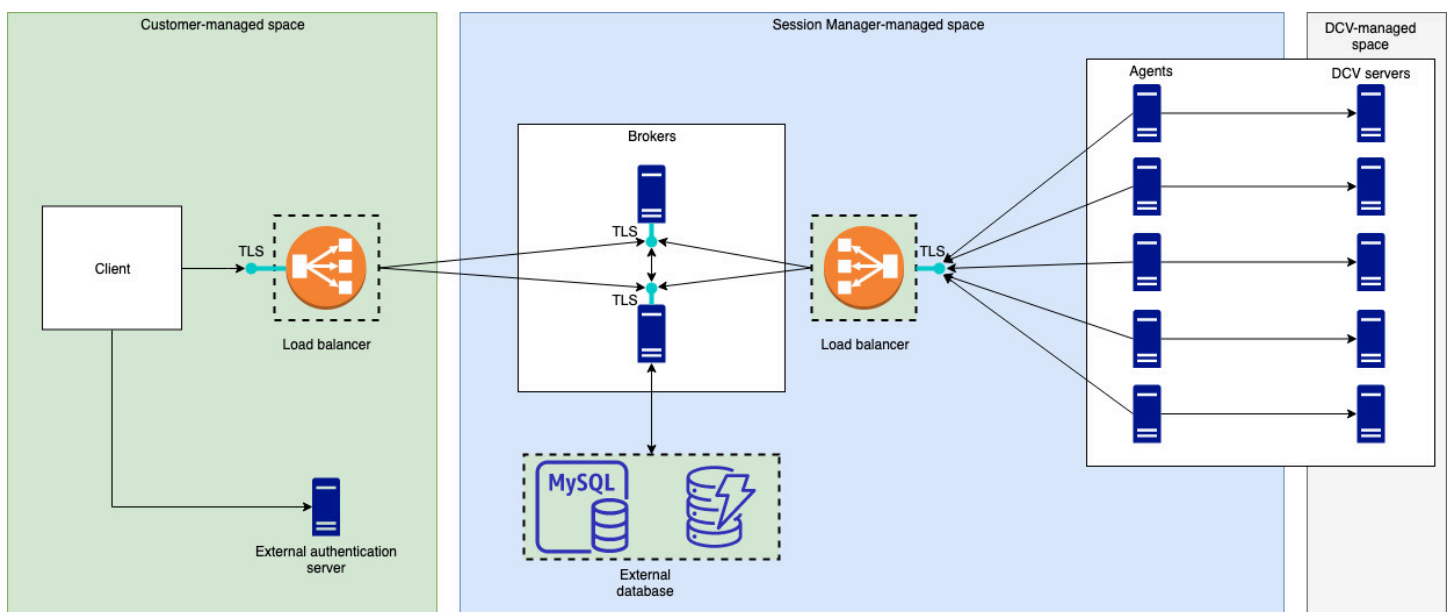 Customer-managed space
Session Manager-managed space
DCV-managed
space
Agents
DCV servers
Brokers
TLS
TLS
TLS
TLS
Client
Load balancer
Load balancer
MySQL
External authentication
server
External
database